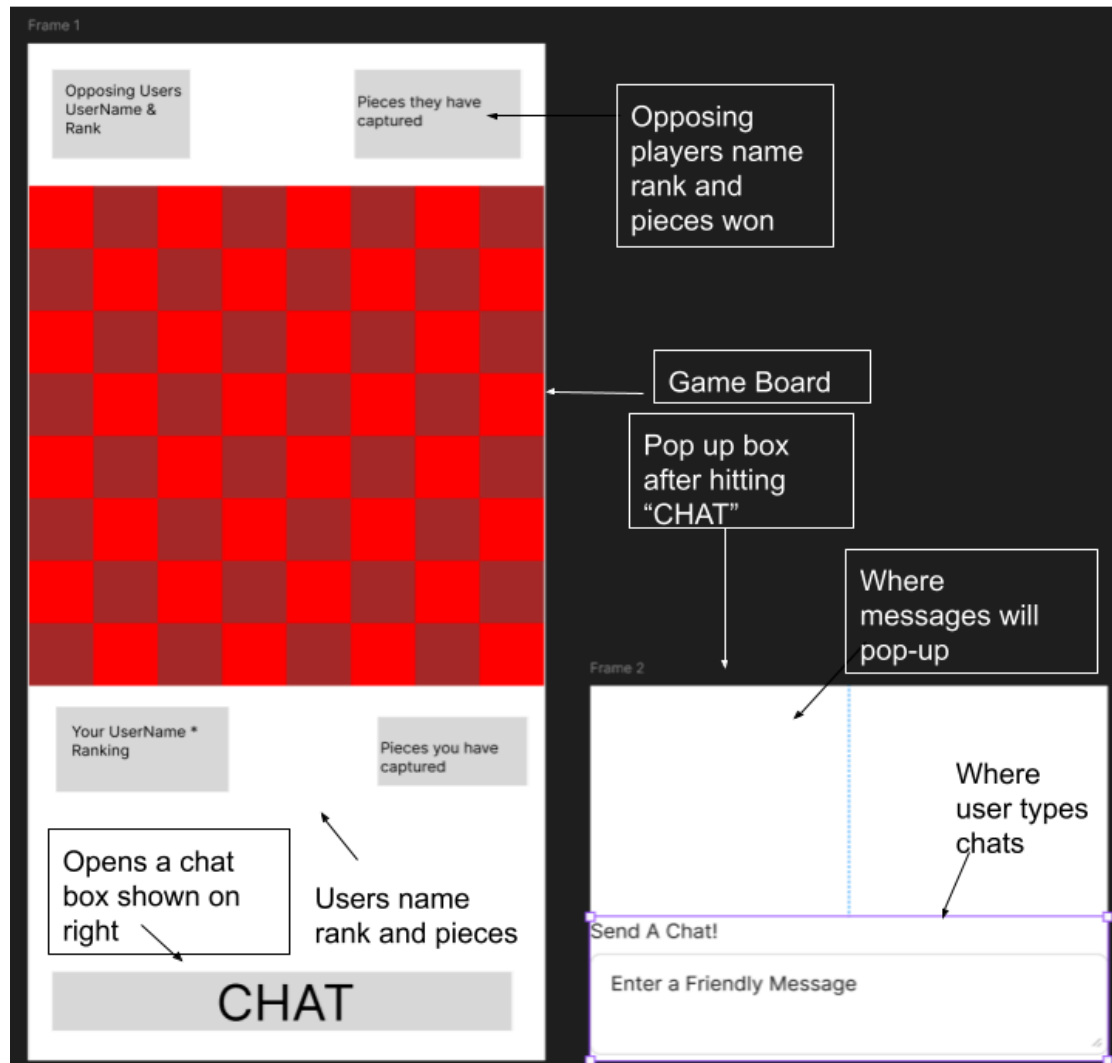 Frame 1
Opposing Users
UserName &
Rank
Pieces they have
captured
Opposing
players name
rank and
pieces won
Game Board
Pop up box
after hitting
“CHAT”
Where
messages will
pop-up
Frame 2
Your UserName *
Ranking
Pieces you have
captured
Where
user types
chats
Opens a chat
box shown on
right
Users name
rank and pieces
Send A Chat!
Enter a Friendly Message
CHAT